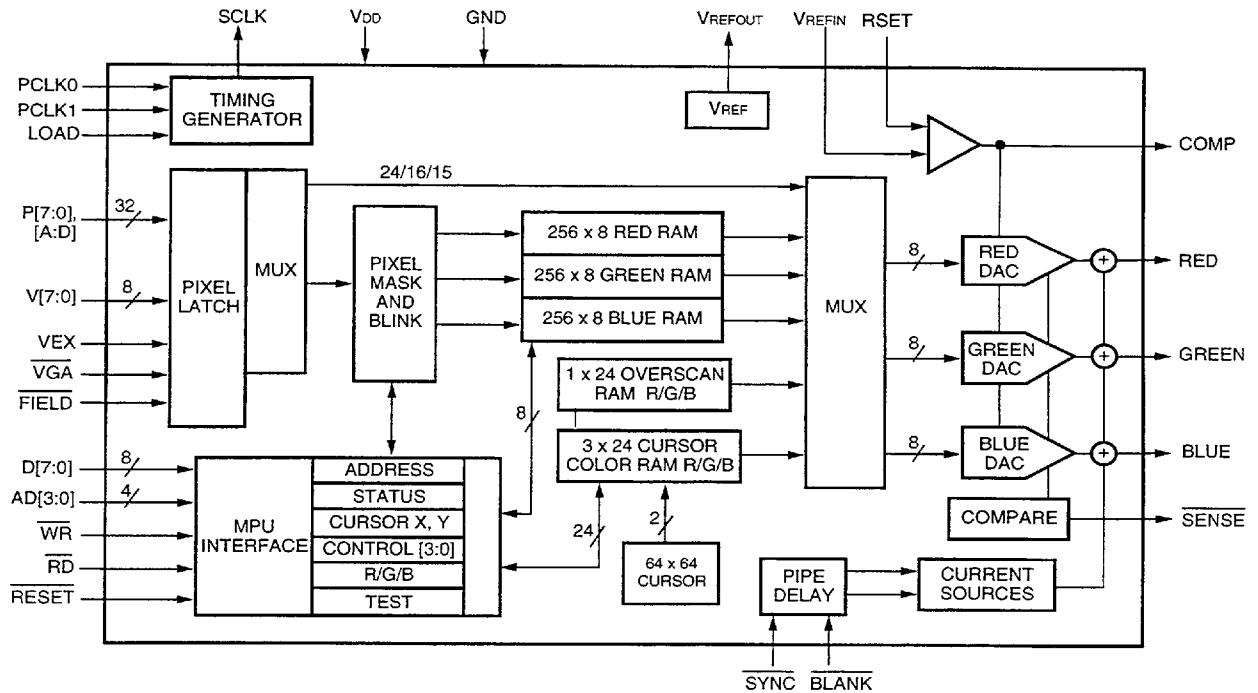 SCLK
VDD
GND
VREFOUT
VREFIN
RSET
PCLK0
PCLK1
LOAD
TIMING
GENERATOR
VREF
COMP
24/16/15
P[7:0],
[A:D]
32
V[7:0]
8
VEX
VGA
FIELD
PIXEL
LATCH
MUX
PIXEL
MASK
AND
BLINK
256 x 8 RED RAM
256 x 8 GREEN RAM
256 x 8 BLUE RAM
1 x 24 OVERSCAN
RAM R/G/B
3 x 24 CURSOR
COLOR RAM R/G/B
8
24
2
64 x 64
CURSOR
MUX
8
RED
DAC
+
RED
8
GREEN
DAC
+
GREEN
8
BLUE
DAC
+
BLUE
COMPARE
SENSE
D[7:0]
8
AD[3:0]
4
WR
RD
RESET
MPU
INTERFACE
ADDRESS
STATUS
CURSOR X, Y
CONTROL [3:0]
R/G/B
TEST
PIPE
DELAY
CURRENT
SOURCES
SYNC
BLANK